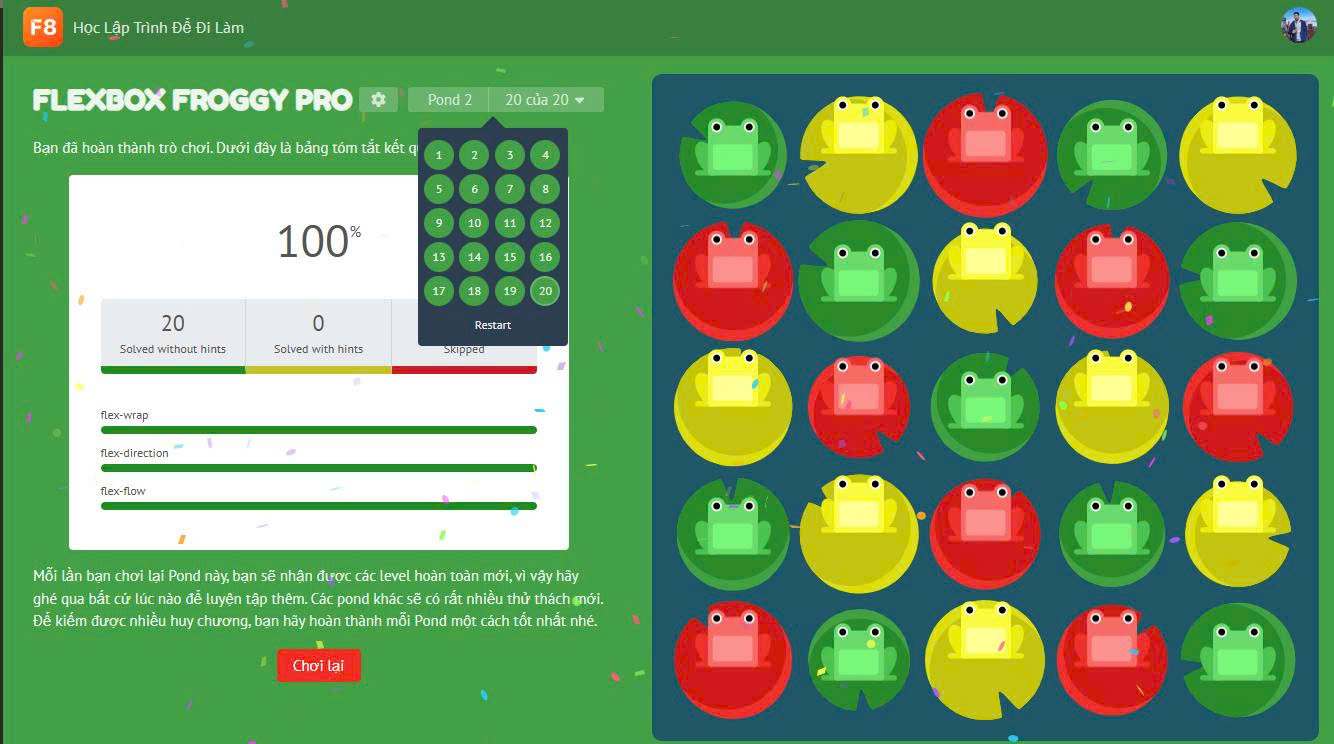 F8 Học Lập Trình Để Đi Làm
FLEXBOX FROGGY PRO Pond 2 20 của 20
Bạn đã hoàn thành trò chơi. Dưới đây là bảng tóm tắt kết
1 2 3 4
5 6 7 8
9 10 11 12
13 14 15 16
17 18 19 20
Restart
100%
20 0
Solved without hints Solved with hints Skipped
flex-wrap
flex-direction
flex-flow
Mỗi lần bạn chơi lại Pond này, bạn sẽ nhận được các level hoàn toàn mới, vì vậy hãy
ghé qua bất cứ lúc nào để luyện tập thêm. Các pond khác sẽ có rất nhiều thử thách mới.
Để kiếm được nhiều huy chương, bạn hãy hoàn thành mỗi Pond một cách tốt nhất nhé.
Chơi lại